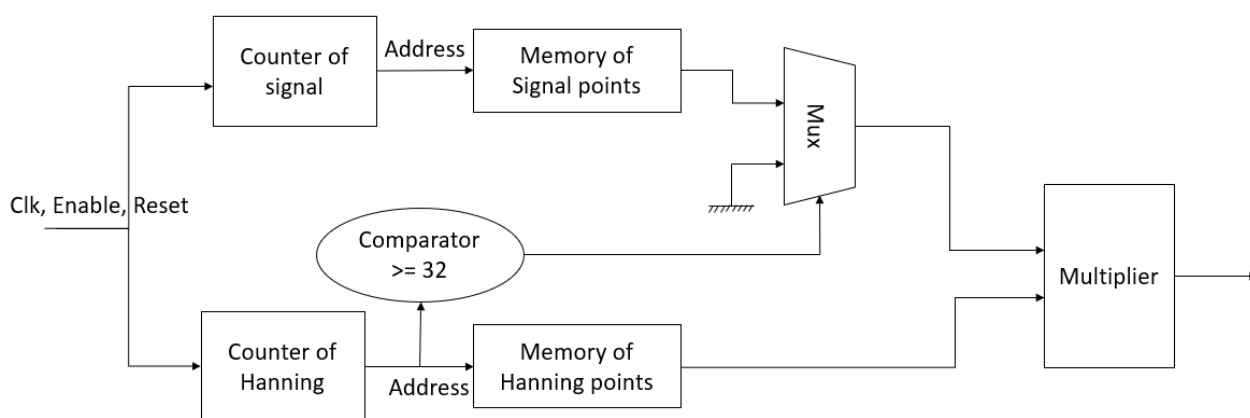 Counter of
signal
Address
Memory of
Signal points
Mux
Clk, Enable, Reset
Comparator
>= 32
Multiplier
Counter of
Hanning
Address
Memory of
Hanning points